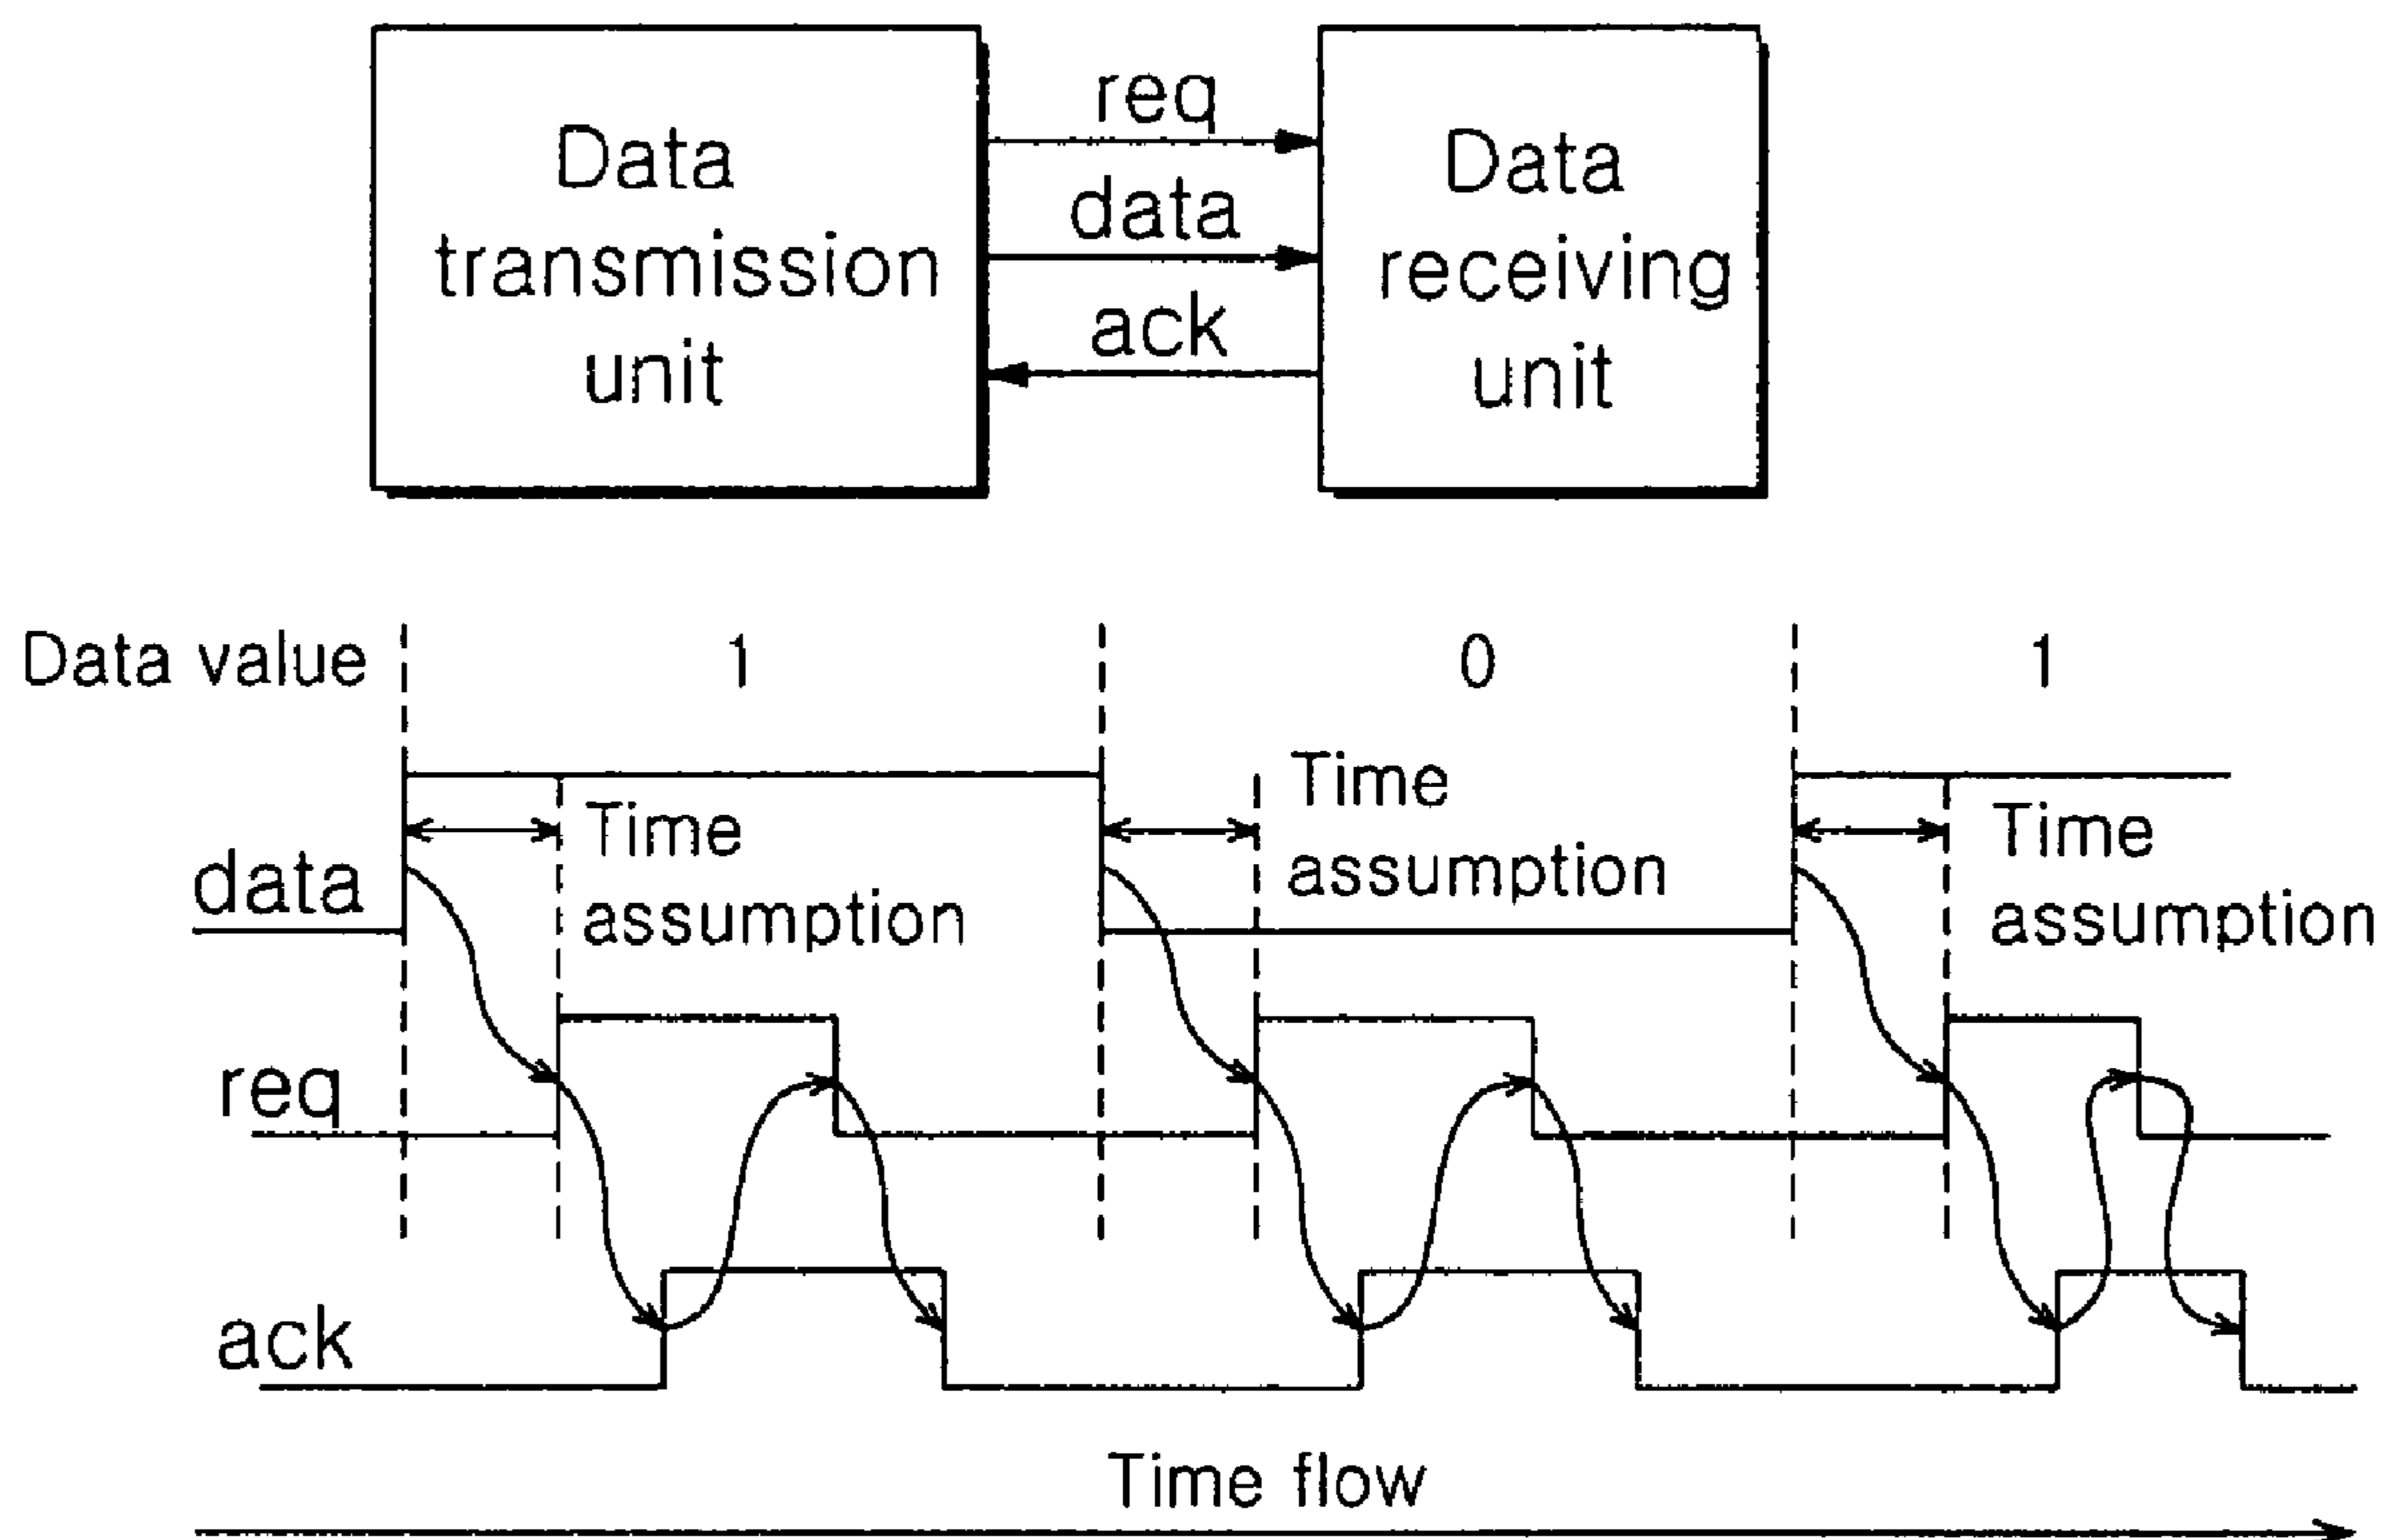 Data
transmission
unit
req
data
ack
Data
receiving
unit
Data value
1
0
1
Time
assumption
Time
assumption
Time
assumption
data
req
ack
Time flow